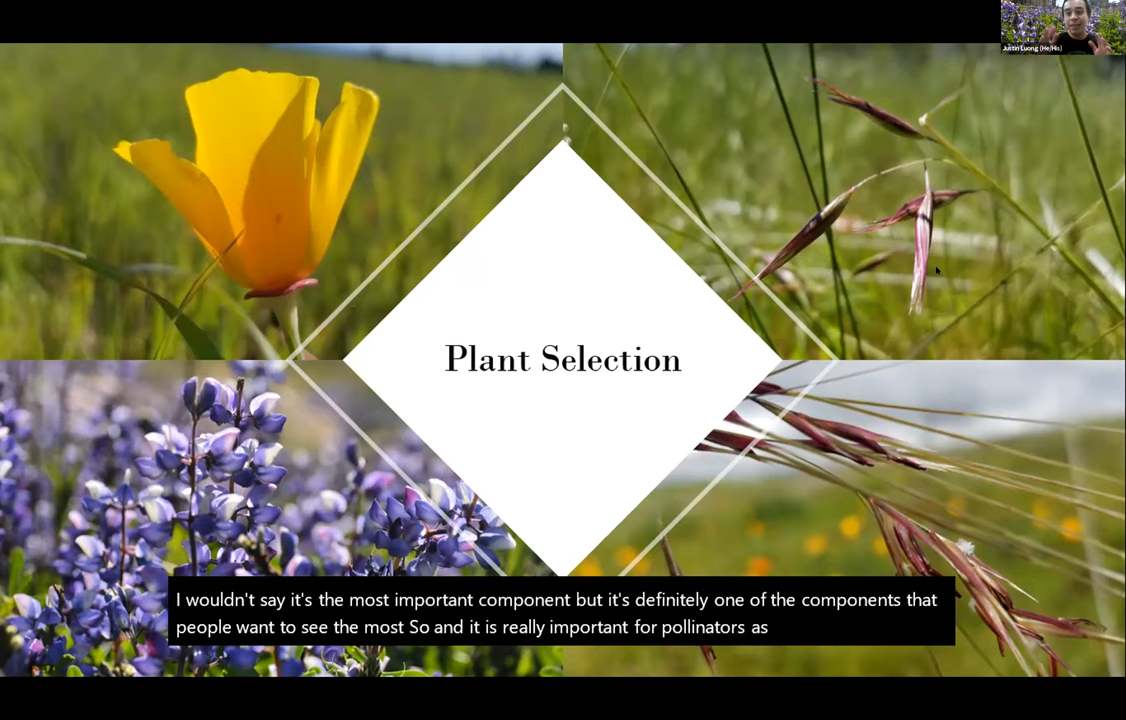 Justin Luong (He/His)
Plant Selection
I wouldn't say it's the most important component but it's definitely one of the components that
people want to see the most So and it is really important for pollinators as